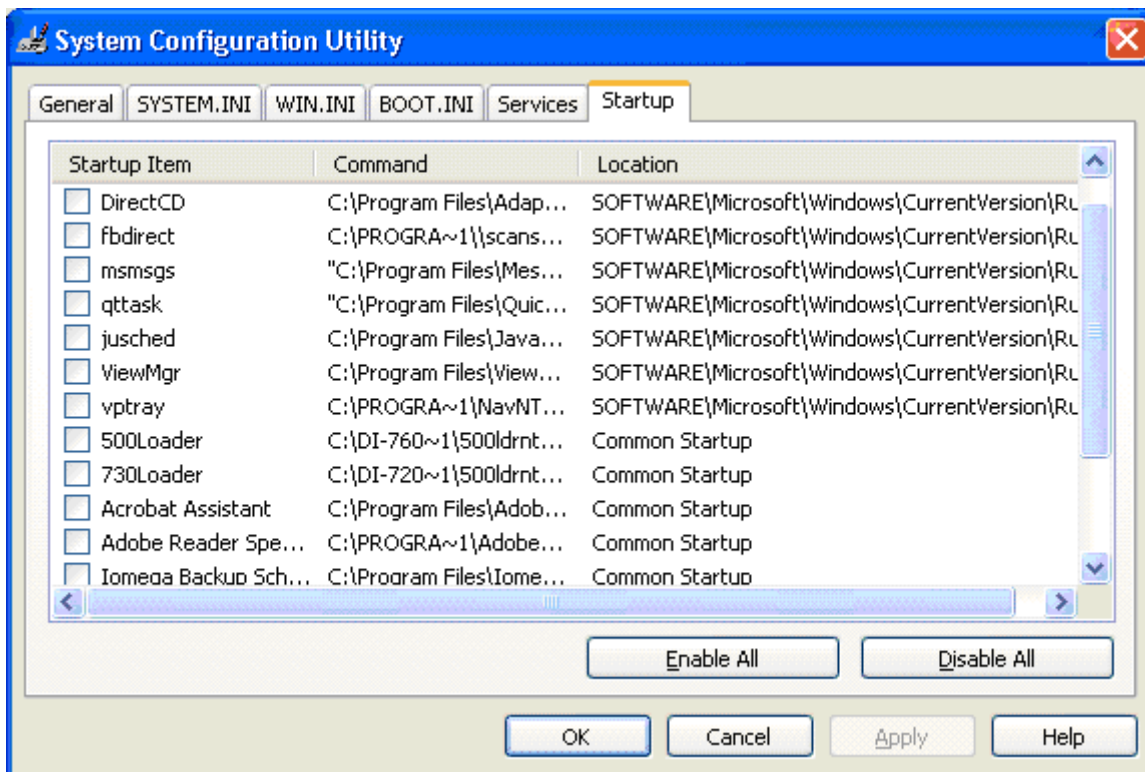 System Configuration Utility
General SYSTEM.INI WIN.INI BOOT.INI Services Startup
Startup Item Command Location
DirectCD C:\Program Files\Adap... SOFTWARE\Microsoft\Windows\CurrentVersion\Ru
fbdirect C:\PROGRA~1\\scans... SOFTWARE\Microsoft\Windows\CurrentVersion\Ru
msmsgs "C:\Program Files\Mes... SOFTWARE\Microsoft\Windows\CurrentVersion\Ru
qttask "C:\Program Files\Quic... SOFTWARE\Microsoft\Windows\CurrentVersion\Ru
jusched C:\Program Files\Java... SOFTWARE\Microsoft\Windows\CurrentVersion\Ru
ViewMgr C:\Program Files\View... SOFTWARE\Microsoft\Windows\CurrentVersion\Ru
vptray C:\PROGRA~1\NavNT... SOFTWARE\Microsoft\Windows\CurrentVersion\Ru
500Loader C:\DI-760~1\500ldrnt... Common Startup
730Loader C:\DI-720~1\500ldrnt... Common Startup
Acrobat Assistant C:\Program Files\Adob... Common Startup
Adobe Reader Spe... C:\PROGRA~1\Adobe... Common Startup
Iomega Backup Sch... C:\Program Files\Iome... Common Startup
Enable All Disable All
OK Cancel Apply Help